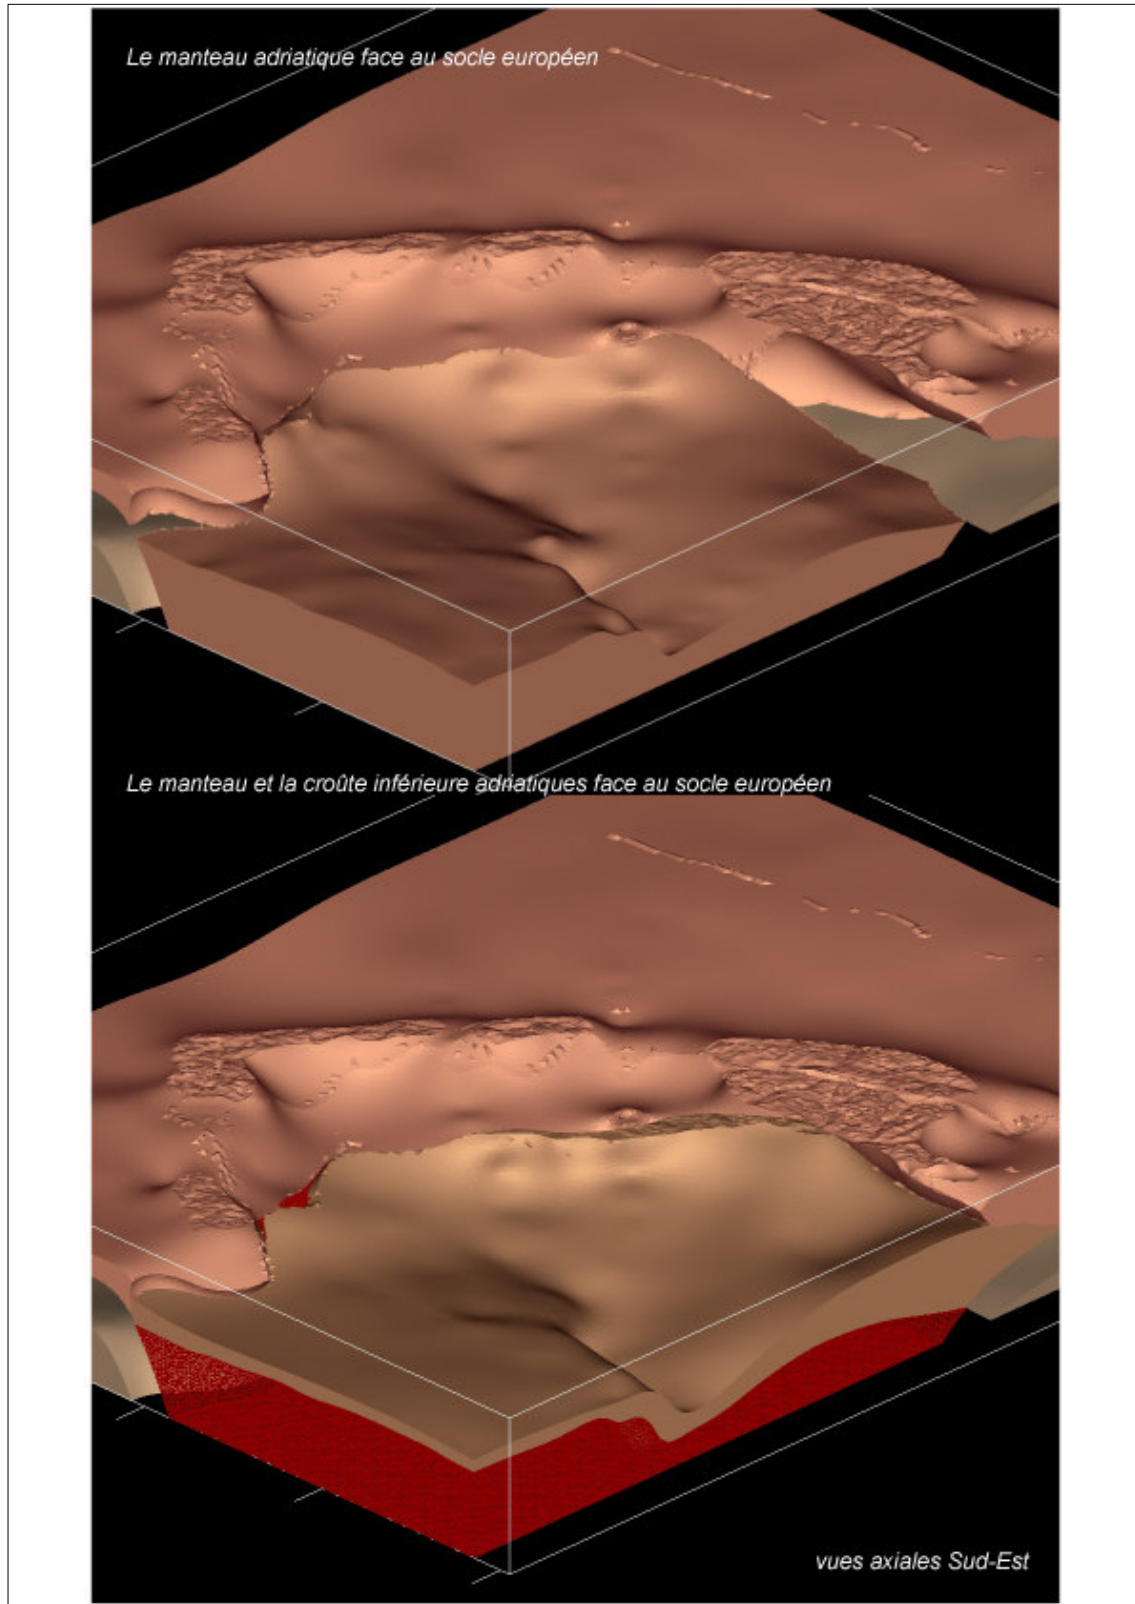 Le manteau adriatique face au socle européen
Le manteau et la croûte inférieure adriatiques face au socle européen
vues axiales Sud-Est